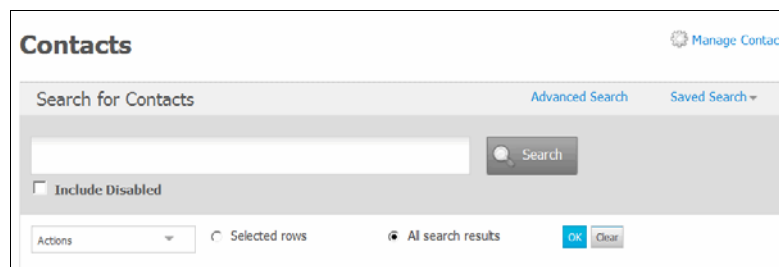 Contacts
Manage Contac
Search for Contacts
Advanced Search
Saved Search
Search
Include Disabled
Actions
Selected rows
All search results
OK
Clear